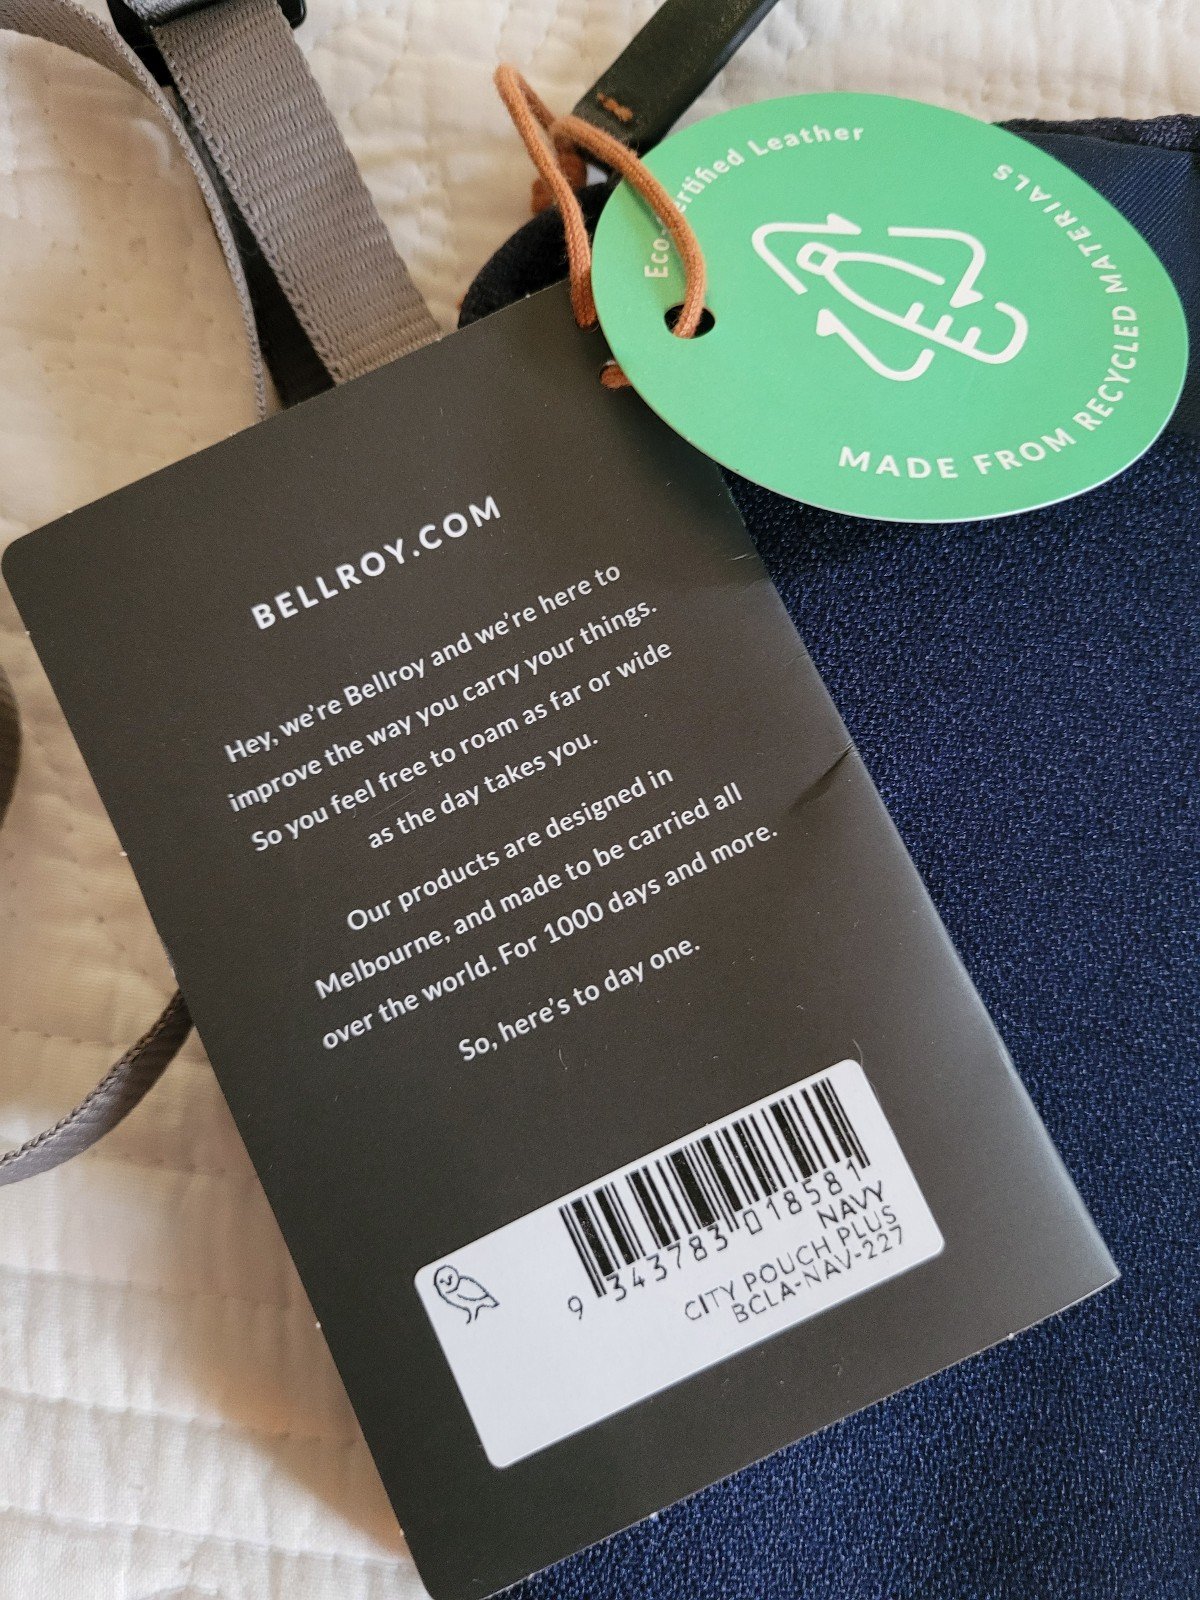 Eco Certified Leather
MADE FROM RECYCLED MATERIALS
BELLROY.COM
Hey, we're Bellroy and we're here to
improve the way you carry your things.
So you feel free to roam as far or wide
as the day takes you.
Our products are designed in
Melbourne, and made to be carried all
over the world. For 1000 days and more.
So, here's to day one.
9 343783 018581
NAVY
CITY POUCH PLUS
BCLA-NAV-227